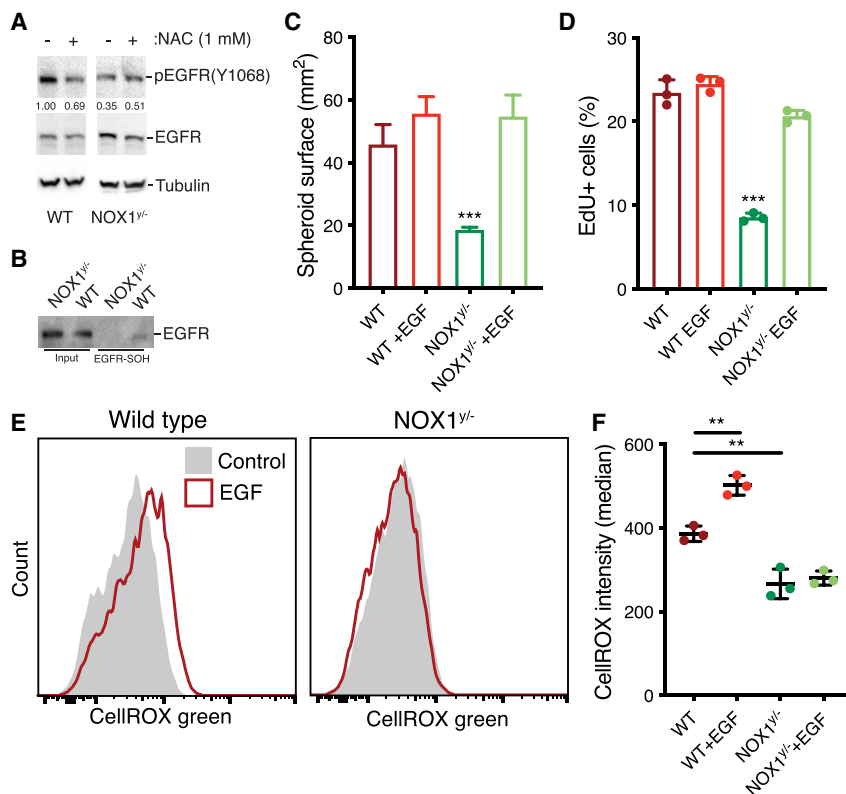 A
- + - + :NAC (1 mM)
pEGFR(Y1068)
1.00 0.69 0.35 0.51
EGFR
Tubulin
WT NOX1y/-
B
NOX1y/- WT NOX1y/- WT
EGFR
Input EGFR-SOH
C
Spheroid surface (mm²)
80
60
40
20
0
***
WT
WT +EGF
NOX1y/-
NOX1y/- +EGF
D
EdU+ cells (%)
30
20
10
0
***
WT
WT EGF
NOX1y/-
NOX1y/- EGF
E
Wild type
NOX1y/-
Control
EGF
Count
CellROX green
CellROX green
F
CellROX intensity (median)
600
400
200
0
**
**
WT
WT+EGF
NOX1y/-
NOX1y/-+EGF